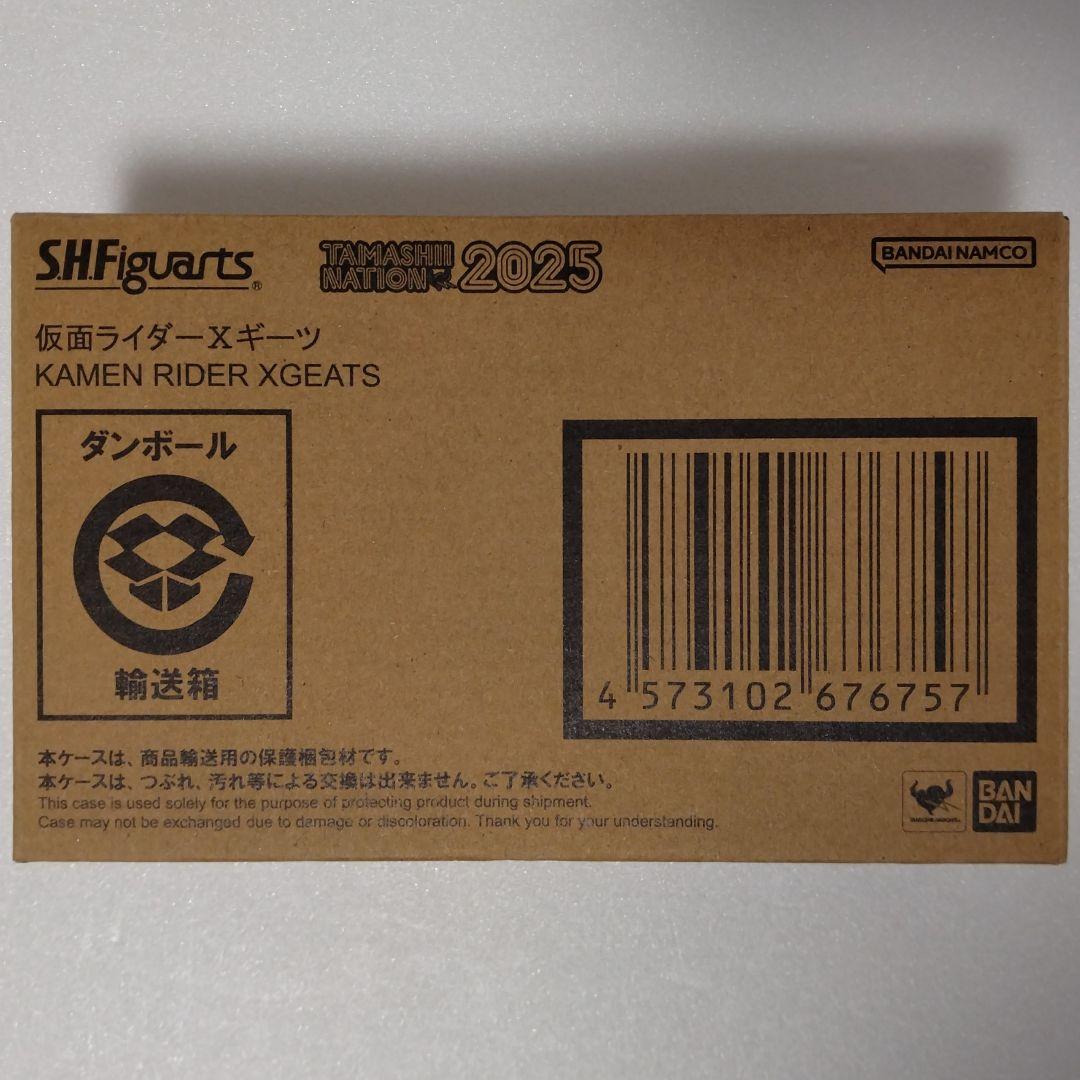 S.H.Figuarts®
TAMASHII
NATION 2025
BANDAI NAMCO
仮面ライダーXギーツ
KAMEN RIDER XGEATS
ダンボール
輸送箱
4 573102 676757
本ケースは、商品輸送用の保護梱包材です。
本ケースは、つぶれ、汚れ等による交換は出来ません。ご了承ください。
This case is used solely for the purpose of protecting product during shipment.
Case may not be exchanged due to damage or discoloration. Thank you for your understanding.
BAN
DAI